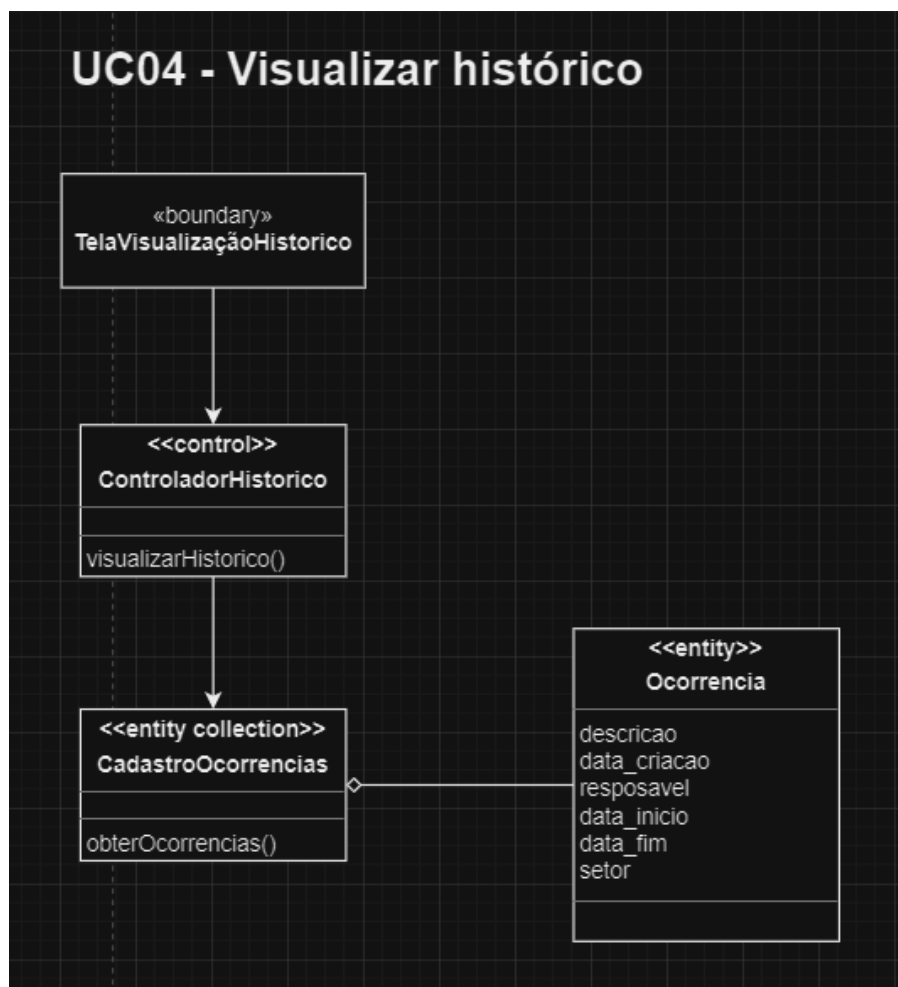 UC04 - Visualizar histórico
«boundary»
TelaVisualizaçãoHistorico
<<control>>
ControladorHistorico
visualizarHistorico()
<<entity collection>>
CadastroOcorrencias
obterOcorrencias()
<<entity>>
Ocorrencia
descricao
data_criacao
resposavel
data_inicio
data_fim
setor